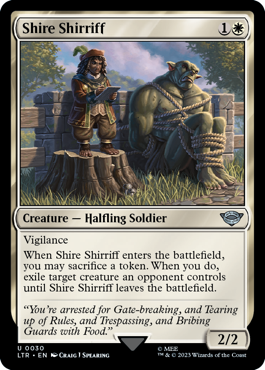 Shire Shirriff 1
Creature — Halfling Soldier
Vigilance
When Shire Shirriff enters the battlefield,
you may sacrifice a token. When you do,
exile target creature an opponent controls
until Shire Shirriff leaves the battlefield.
“You’re arrested for Gate-breaking, and Tearing
up of Rules, and Trespassing, and Bribing
Guards with Food.”
2/2
U 0030
LTR • EN Craig J Spearing
© MEE
™ & © 2023 Wizards of the Coast